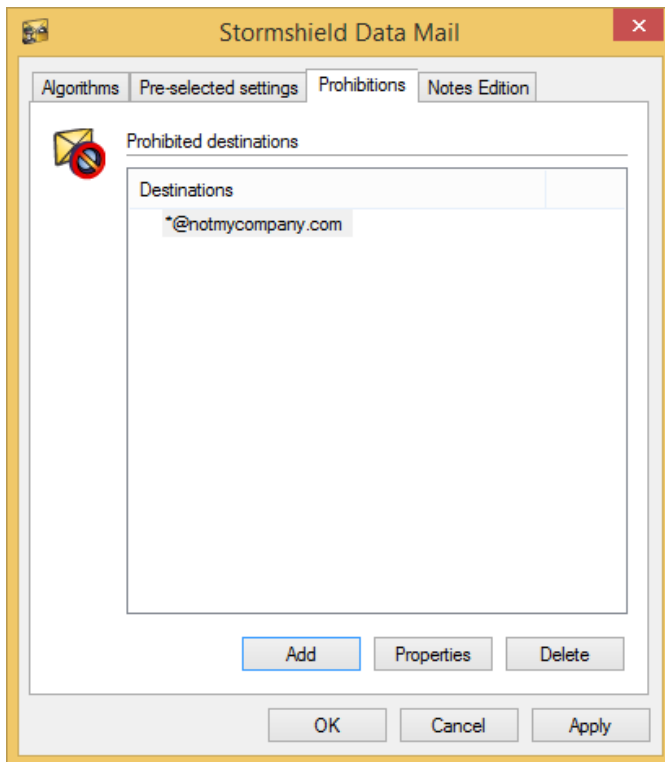 Stormshield Data Mail
Algorithms Pre-selected settings Prohibitions Notes Edition
Prohibited destinations
Destinations
*@notmycompany.com
Add Properties Delete
OK Cancel Apply